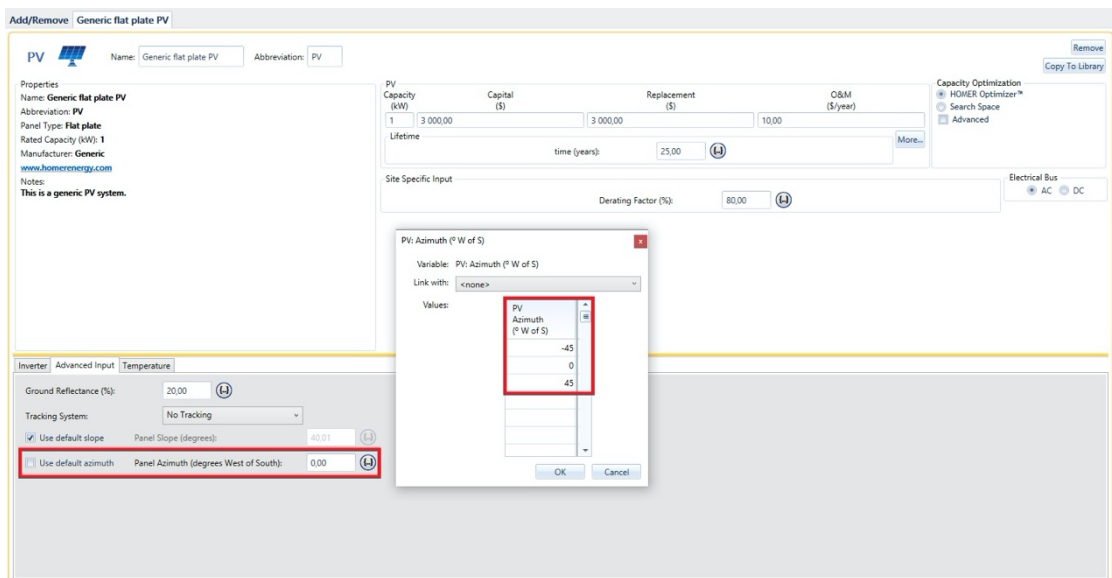 Add/Remove Generic flat plate PV
PV Name: Generic flat plate PV Abbreviation: PV
Remove
Copy To Library
Properties
Name: Generic flat plate PV
Abbreviation: PV
Panel Type: Flat plate
Rated Capacity (kW): 1
Manufacturer: Generic
www.homerenergy.com
Notes:
This is a generic PV system.
PV
Capacity (kW) Capital ($) Replacement ($) O&M ($/year)
1 3 000,00 3 000,00 10,00
Lifetime
time (years): 25,00
More...
Site Specific Input
Derating Factor (%): 80,00
Capacity Optimization
HOMER Optimizer™
Search Space
Advanced
Electrical Bus
AC DC
PV: Azimuth (º W of S)
x
Variable: PV: Azimuth (º W of S)
Link with: <none>
Values:
PV
Azimuth
(º W of S)
-45
0
45
OK Cancel
Inverter Advanced Input Temperature
Ground Reflectance (%): 20,00
Tracking System: No Tracking
Use default slope Panel Slope (degrees): 40,01
Use default azimuth Panel Azimuth (degrees West of South): 0,00